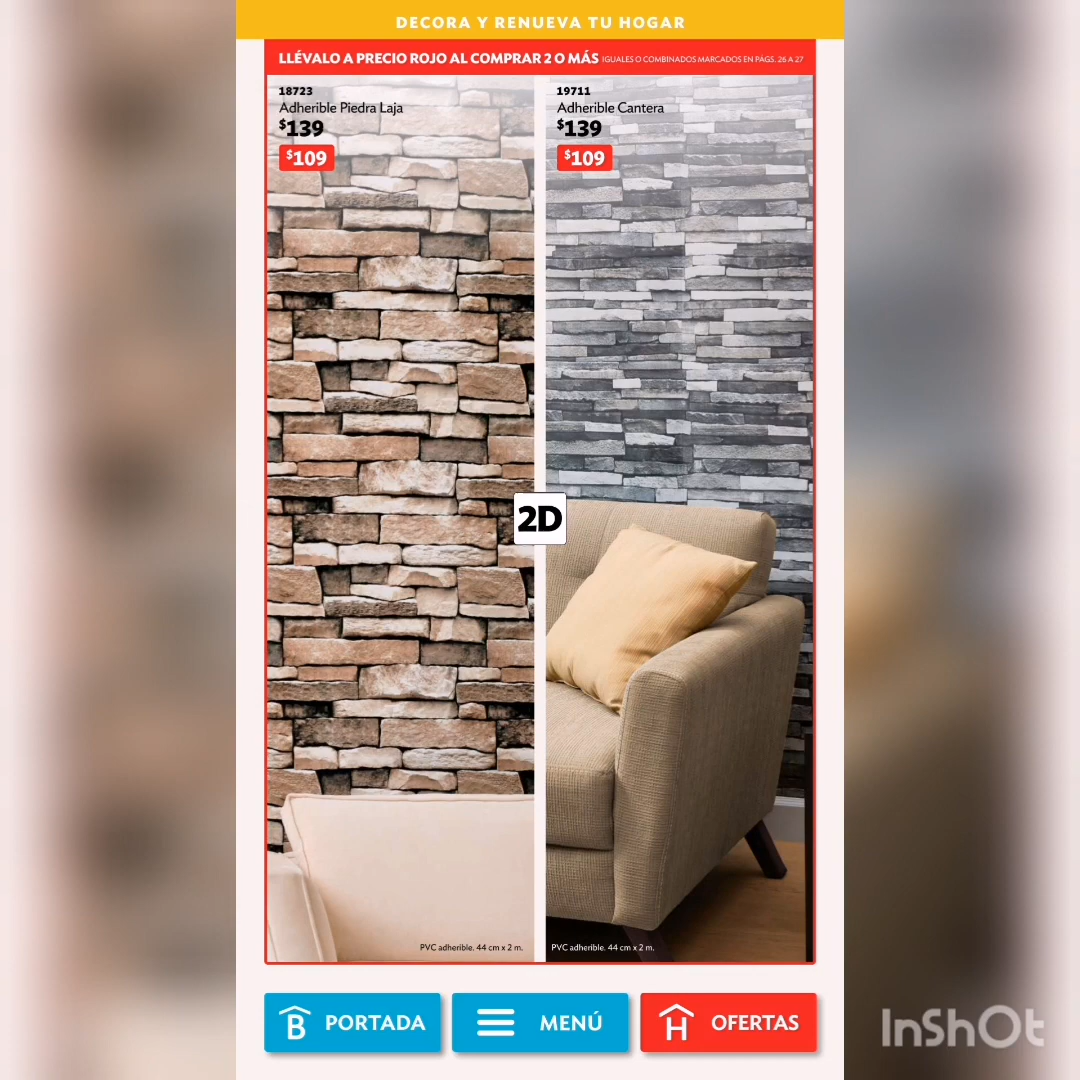 DECORA Y RENUEVA TU HOGAR
LLÉVALO A PRECIO ROJO AL COMPRAR 2 O MÁS IGUALES O COMBINADOS MARCADOS EN PÁGS. 26 A 27
18723
Adherible Piedra Laja
$139
$109
19711
Adherible Cantera
$139
$109
2D
PVC adherible. 44 cm x 2 m.
PVC adherible. 44 cm x 2 m.
B PORTADA
MENÚ
H OFERTAS
InShOt